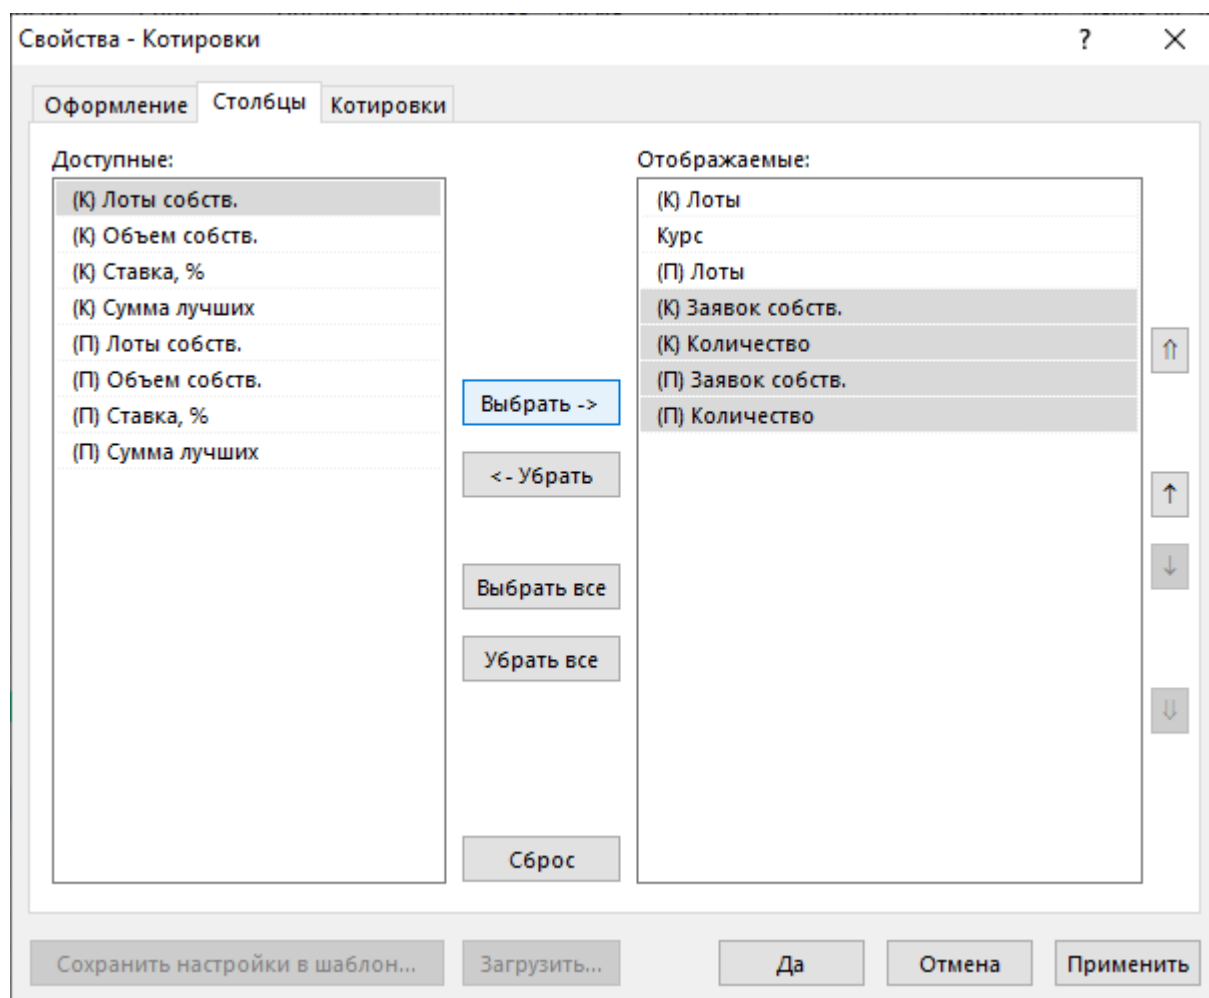 Свойства - Котировки
?
Оформление
Столбцы
Котировки
Доступные:
(К) Лоты собств.
(К) Объем собств.
(К) Ставка, %
(К) Сумма лучших
(П) Лоты собств.
(П) Объем собств.
(П) Ставка, %
(П) Сумма лучших
Выбрать ->
<- Убрать
Выбрать все
Убрать все
Сброс
Отображаемые:
(К) Лоты
Курс
(П) Лоты
(К) Заявок собств.
(К) Количество
(П) Заявок собств.
(П) Количество
Сохранить настройки в шаблон...
Загрузить...
Да
Отмена
Применить